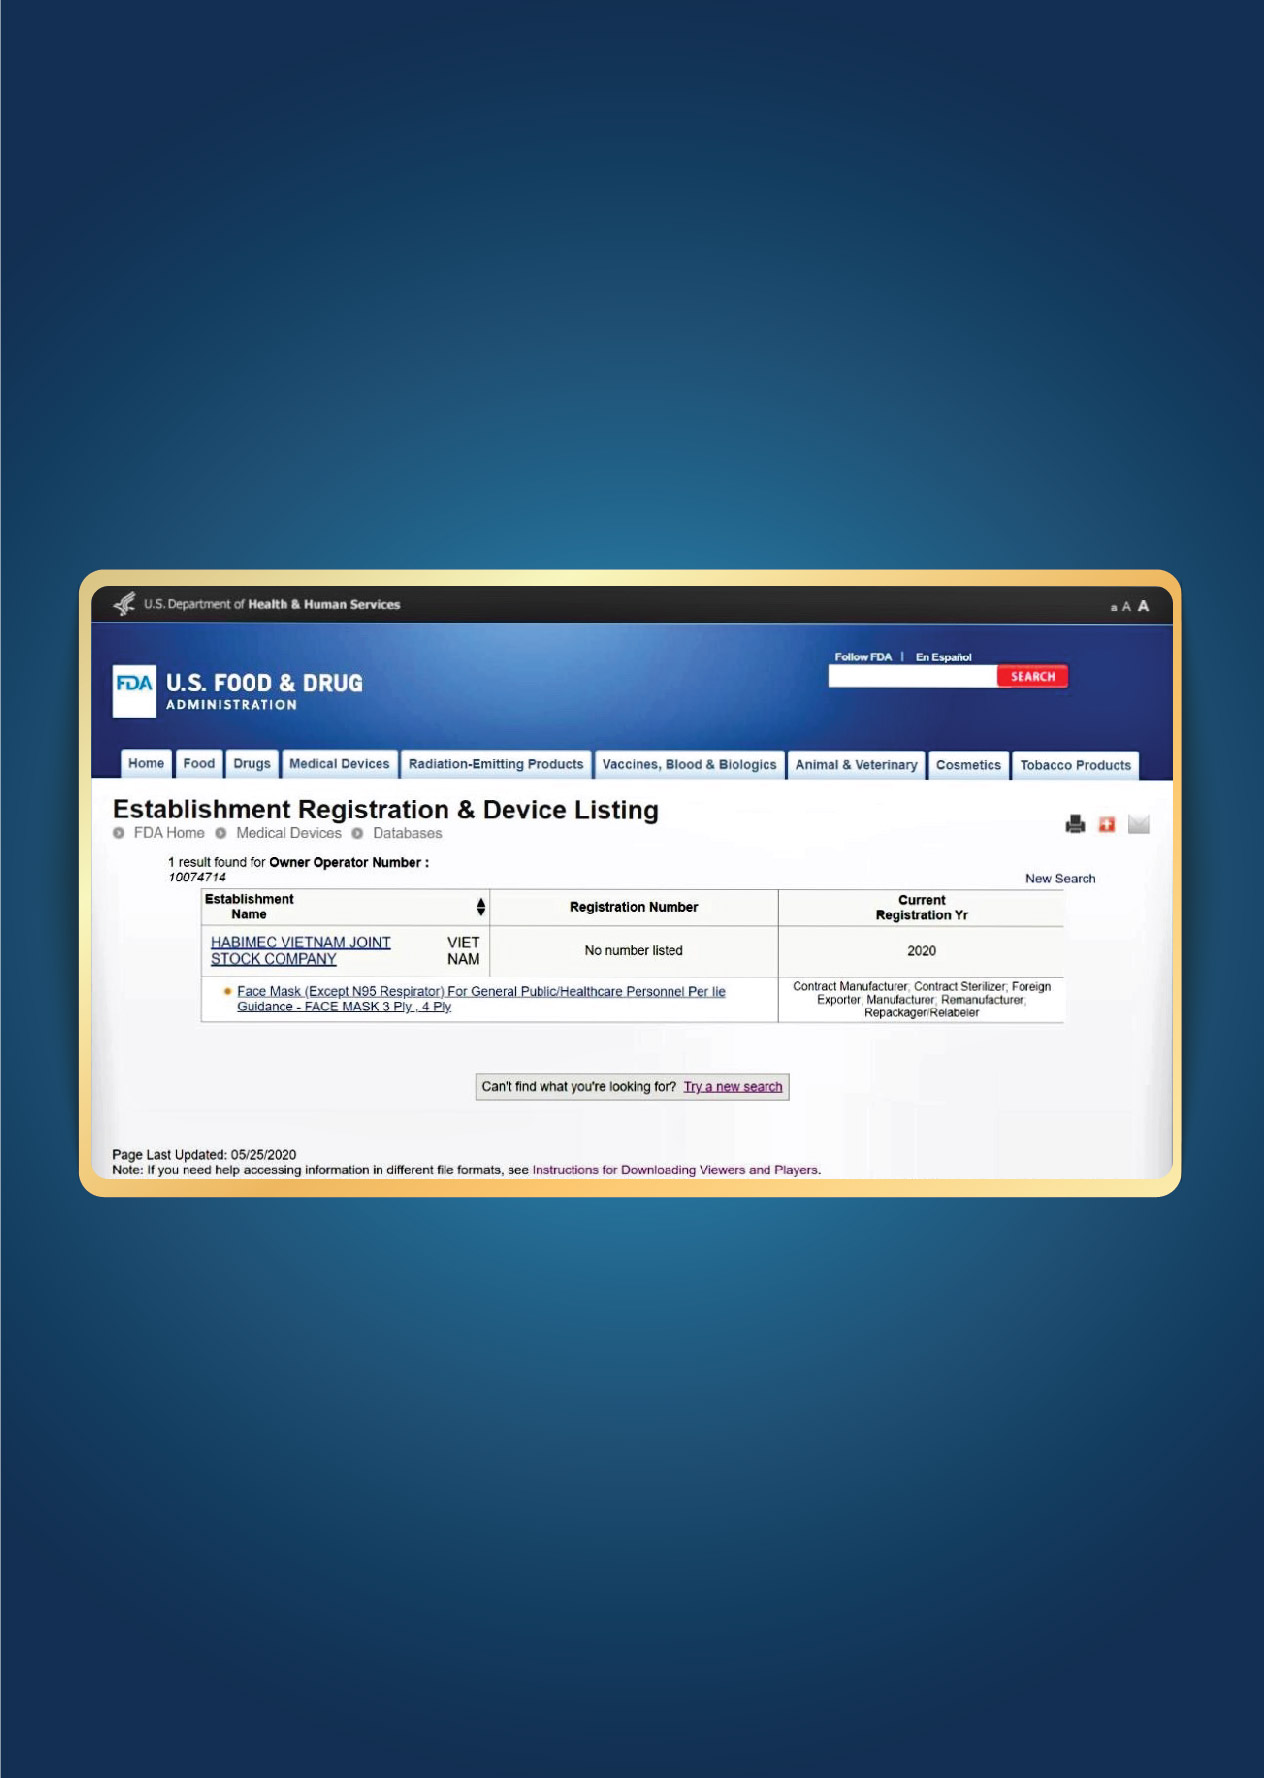 U.S. Department of Health & Human Services
a A A
Follow FDA | En Español
SEARCH
FDA U.S. FOOD & DRUG
ADMINISTRATION
Home Food Drugs Medical Devices Radiation-Emitting Products Vaccines, Blood & Biologics Animal & Veterinary Cosmetics Tobacco Products
Establishment Registration & Device Listing
FDA Home Medical Devices Databases
1 result found for Owner Operator Number :
10074714
New Search
Establishment
Name
Registration Number
Current
Registration Yr
HABIMEC VIETNAM JOINT
STOCK COMPANY
VIET
NAM
No number listed
2020
Face Mask (Except N95 Respirator) For General Public/Healthcare Personnel Per Iie
Guidance - FACE MASK 3 Ply , 4 Ply
Contract Manufacturer; Contract Sterilizer; Foreign
Exporter; Manufacturer; Remanufacturer;
Repackager/Relabeler
Can't find what you're looking for? Try a new search
Page Last Updated: 05/25/2020
Note: If you need help accessing information in different file formats, see Instructions for Downloading Viewers and Players.